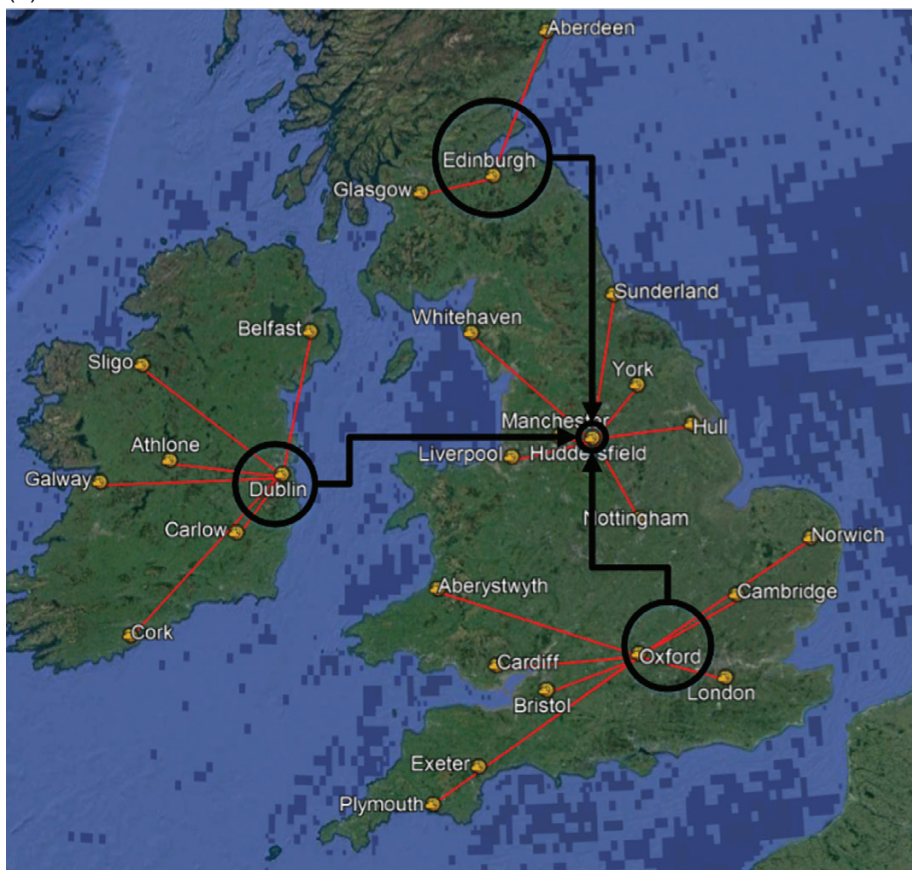 Aberdeen
Edinburgh
Glasgow
Sunderland
Whitehaven
Belfast
Sligo
York
Manchester
Hull
Athlone
Liverpool
Huddersfield
Galway
Dublin
Nottingham
Carlow
Norwich
Aberystwyth
Cambridge
Cork
Cardiff
Oxford
London
Bristol
Exeter
Plymouth